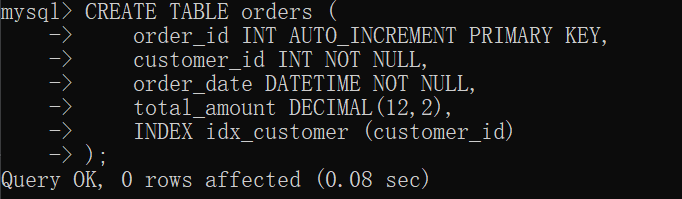 mysql> CREATE TABLE orders (
    ->     order_id INT AUTO_INCREMENT PRIMARY KEY,
    ->     customer_id INT NOT NULL,
    ->     order_date DATETIME NOT NULL,
    ->     total_amount DECIMAL(12,2),
    ->     INDEX idx_customer (customer_id)
    -> );
Query OK, 0 rows affected (0.08 sec)